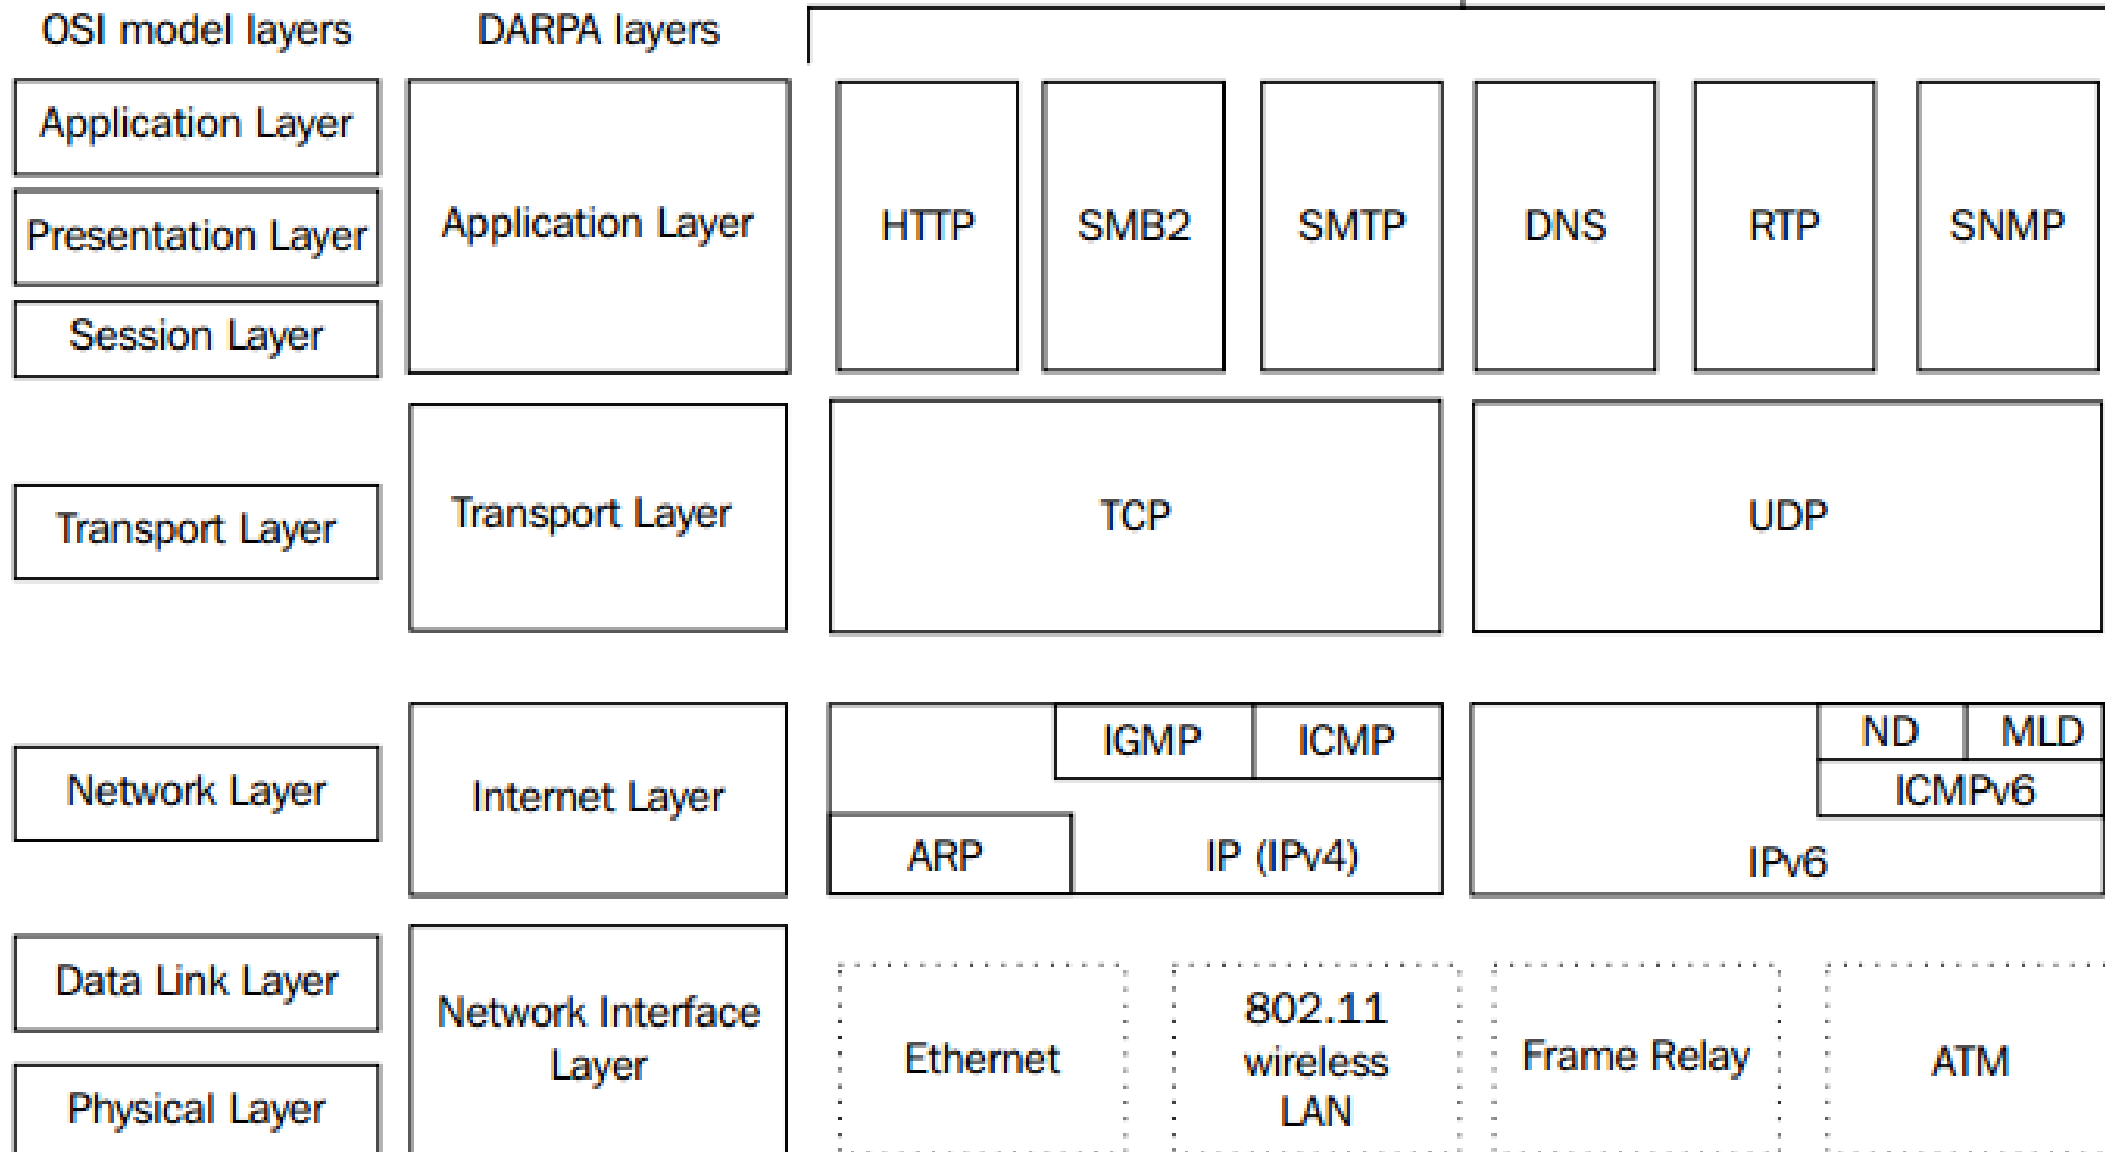 OSI model layers
DARPA layers
Application Layer
Presentation Layer
Session Layer
Application Layer
HTTP
SMB2
SMTP
DNS
RTP
SNMP
Transport Layer
Transport Layer
TCP
UDP
Network Layer
Internet Layer
IGMP
ICMP
ARP
IP (IPv4)
ND
MLD
ICMPv6
IPv6
Data Link Layer
Physical Layer
Network Interface
Layer
Ethernet
802.11
wireless
LAN
Frame Relay
ATM